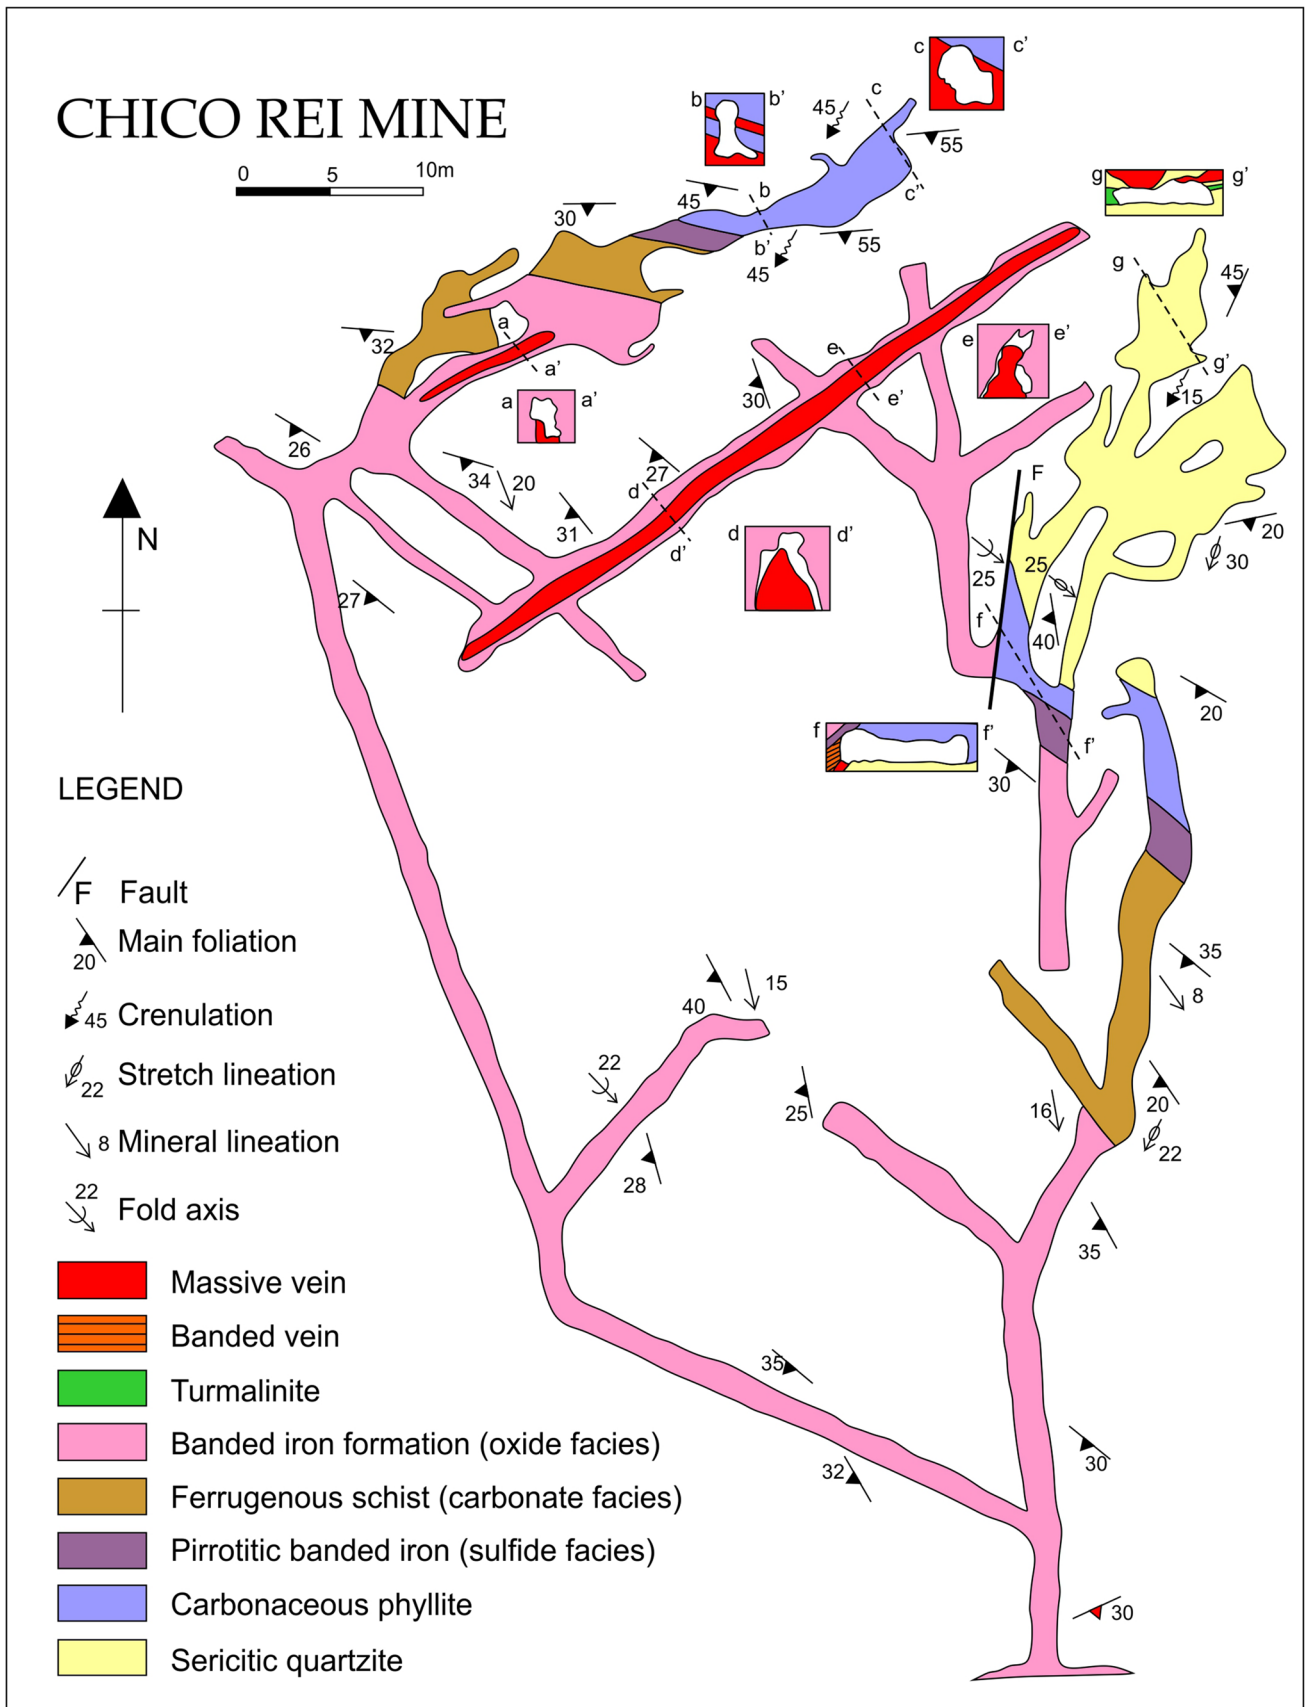 CHICO REI MINE
0 5 10m
c c'
b b'
45
c
55
c''
g g'
45
b
30
b'
55
45
g
45
32
a
a'
e e'
e
g'
15
30
e'
a a'
26
34
20
27
d
31
d'
F
20
25
25
30
d d'
N
27
f
40
20
f f'
f'
30
LEGEND
F Fault
20 Main foliation
45 Crenulation
22 Stretch lineation
8 Mineral lineation
22
Fold axis
Massive vein
Banded vein
Turmalinite
Banded iron formation (oxide facies)
Ferrugenous schist (carbonate facies)
Pirrotitic banded iron (sulfide facies)
Carbonaceous phyllite
Sericitic quartzite
35
8
15
40
22
28
25
16
20
22
35
35
32
30
30